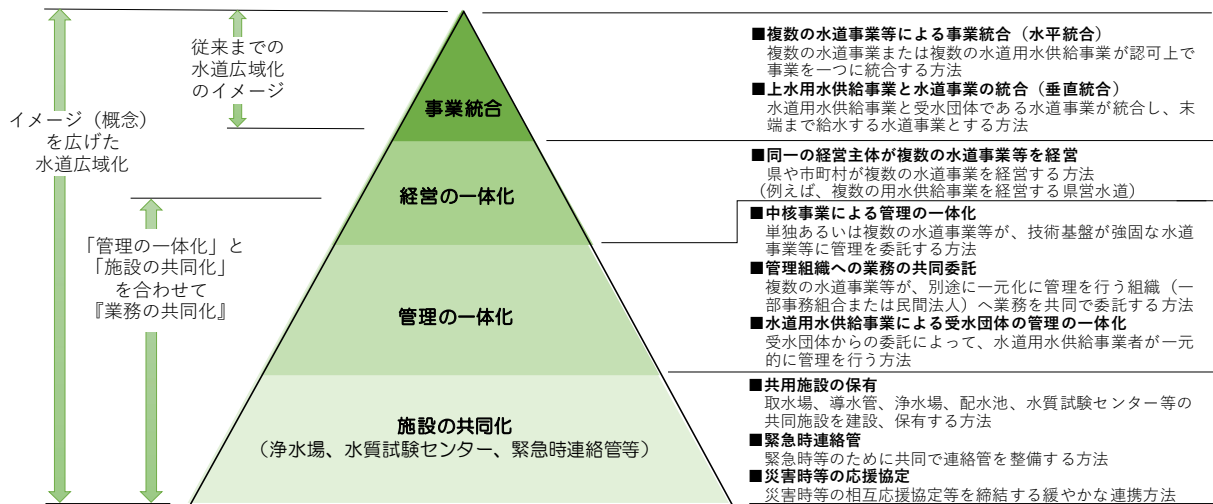 従来までの
水道広域化
のイメージ
イメージ（概念）
を広げた
水道広域化
「管理の一体化」と
「施設の共同化」
を合わせて
『業務の共同化』
事業統合
経営の一体化
管理の一体化
施設の共同化
（浄水場、水質試験センター、緊急時連絡管等）
■複数の水道事業等による事業統合（水平統合）
複数の水道事業または複数の水道用水供給事業が認可上で
事業を一つに統合する方法
■上水用水供給事業と水道事業の統合（垂直統合）
水道用水供給事業と受水団体である水道事業が統合し、末
端まで給水する水道事業とする方法
■同一の経営主体が複数の水道事業等を経営
県や市町村が複数の水道事業を経営する方法
（例えば、複数の用水供給事業を経営する県営水道）
■中核事業による管理の一体化
単独あるいは複数の水道事業等が、技術基盤が強固な水道
事業等に管理を委託する方法
■管理組織への業務の共同委託
複数の水道事業等が、別途に一元化に管理を行う組織（一
部事務組合または民間法人）へ業務を共同で委託する方法
■水道用水供給事業による受水団体の管理の一体化
受水団体からの委託によって、水道用水供給事業者が一元
的に管理を行う方法
■共用施設の保有
取水場、導水管、浄水場、配水池、水質試験センター等の
共同施設を建設、保有する方法
■緊急時連絡管
緊急時等のために共同で連絡管を整備する方法
■災害時等の応援協定
災害時等の相互応援協定等を締結する緩やかな連携方法